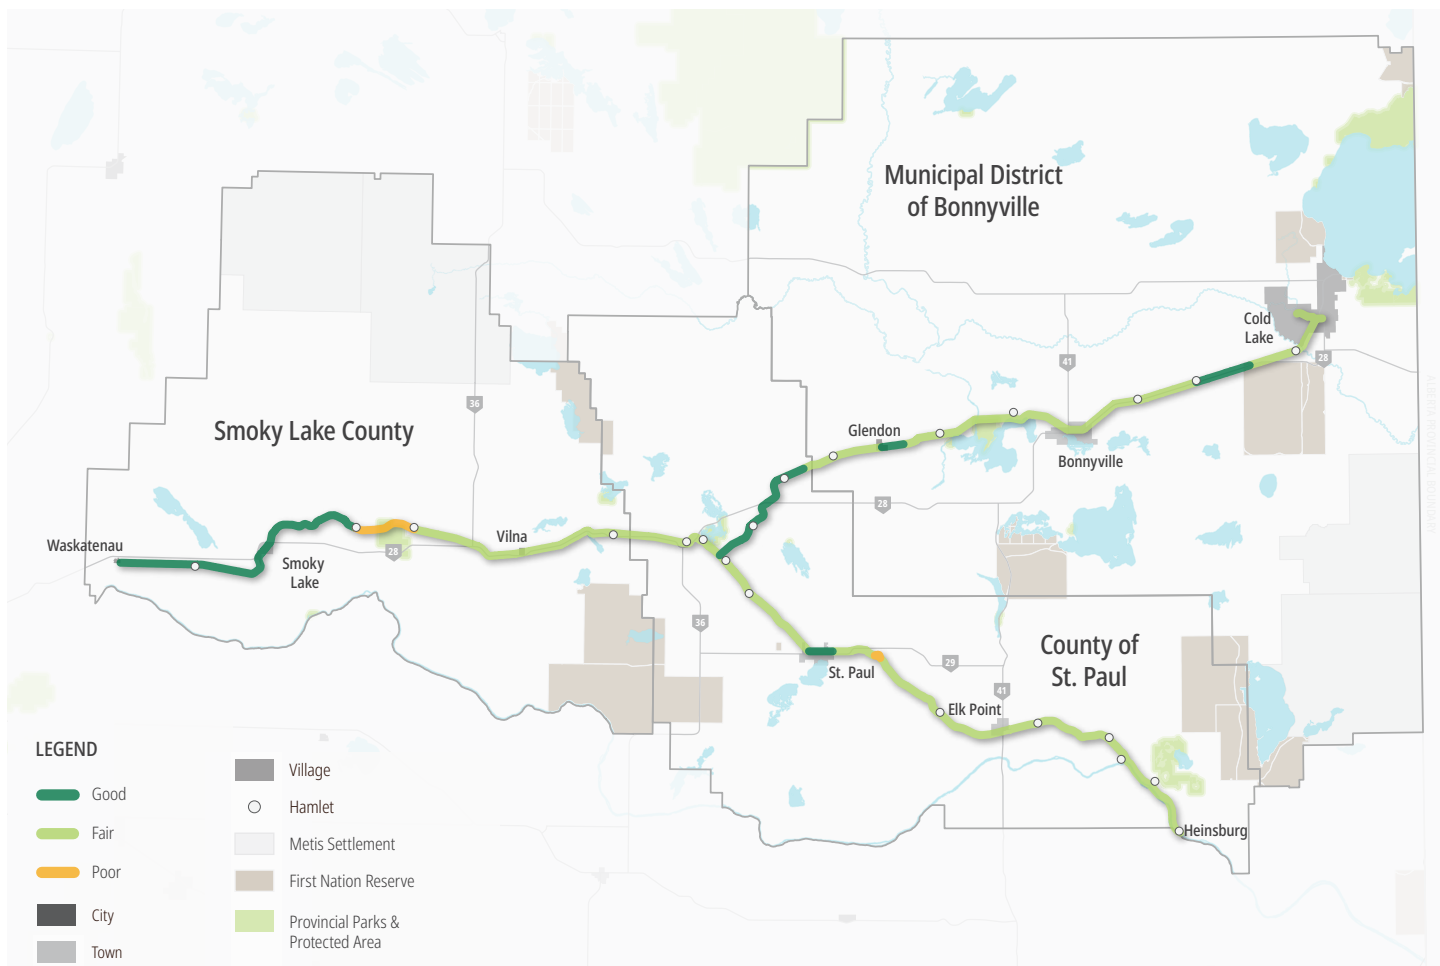 Municipal District
of Bonnyville
Cold
Lake
28
41
36
Smoky Lake County
Glendon
Bonnyville
28
Vilna
Waskatenau
28
Smoky
Lake
36
County of
St. Paul
29
St. Paul
41
Elk Point
Heinsburg
LEGEND
Good
Fair
Poor
City
Town
Village
Hamlet
Metis Settlement
First Nation Reserve
Provincial Parks &
Protected Area